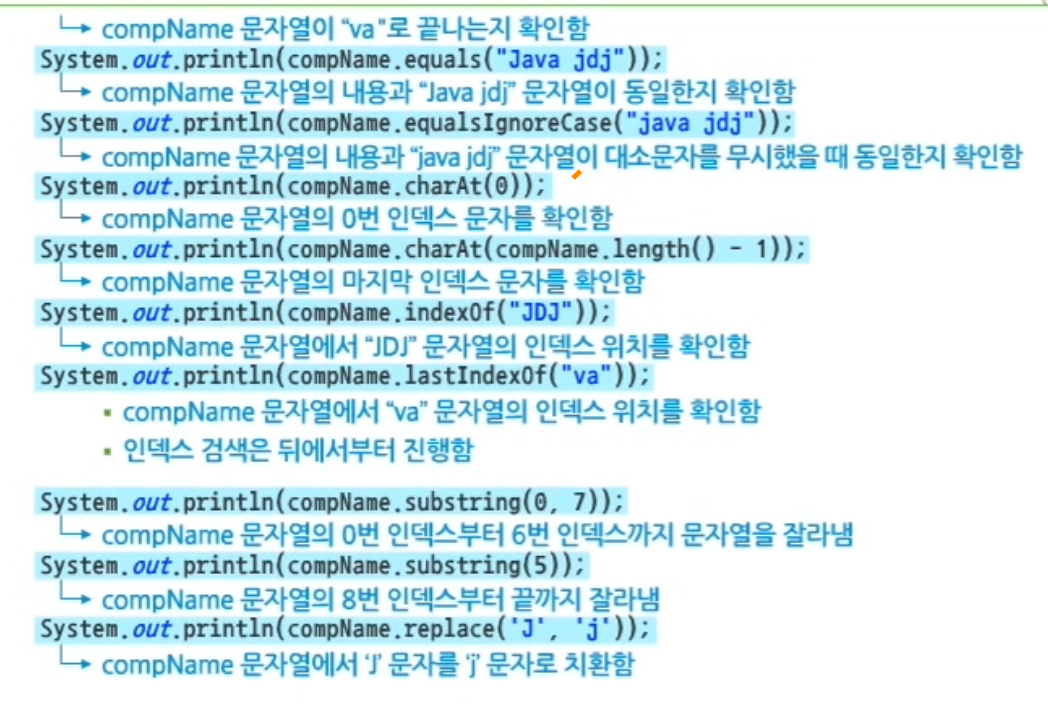 compName 문자열이 “va"로 끝나는지 확인함
System.out.println(compName.equals("Java jdj"));
compName 문자열의 내용과 “Java jdj” 문자열이 동일한지 확인함
System.out.println(compName.equalsIgnoreCase("java jdj"));
compName 문자열의 내용과 “java jdj” 문자열이 대소문자를 무시했을 때 동일한지 확인함
System.out.println(compName.charAt(0));
compName 문자열의 0번 인덱스 문자를 확인함
System.out.println(compName.charAt(compName.length() - 1));
compName 문자열의 마지막 인덱스 문자를 확인함
System.out.println(compName.indexOf("JDJ"));
compName 문자열에서 “JDJ” 문자열의 인덱스 위치를 확인함
System.out.println(compName.lastIndexOf("va"));
▪ compName 문자열에서 “va” 문자열의 인덱스 위치를 확인함
▪ 인덱스 검색은 뒤에서부터 진행함
System.out.println(compName.substring(0, 7));
compName 문자열의 0번 인덱스부터 6번 인덱스까지 문자열을 잘라냄
System.out.println(compName.substring(5));
compName 문자열의 8번 인덱스부터 끝까지 잘라냄
System.out.println(compName.replace('J', 'j'));
compName 문자열에서 ‘J’ 문자를 ‘j’ 문자로 치환함